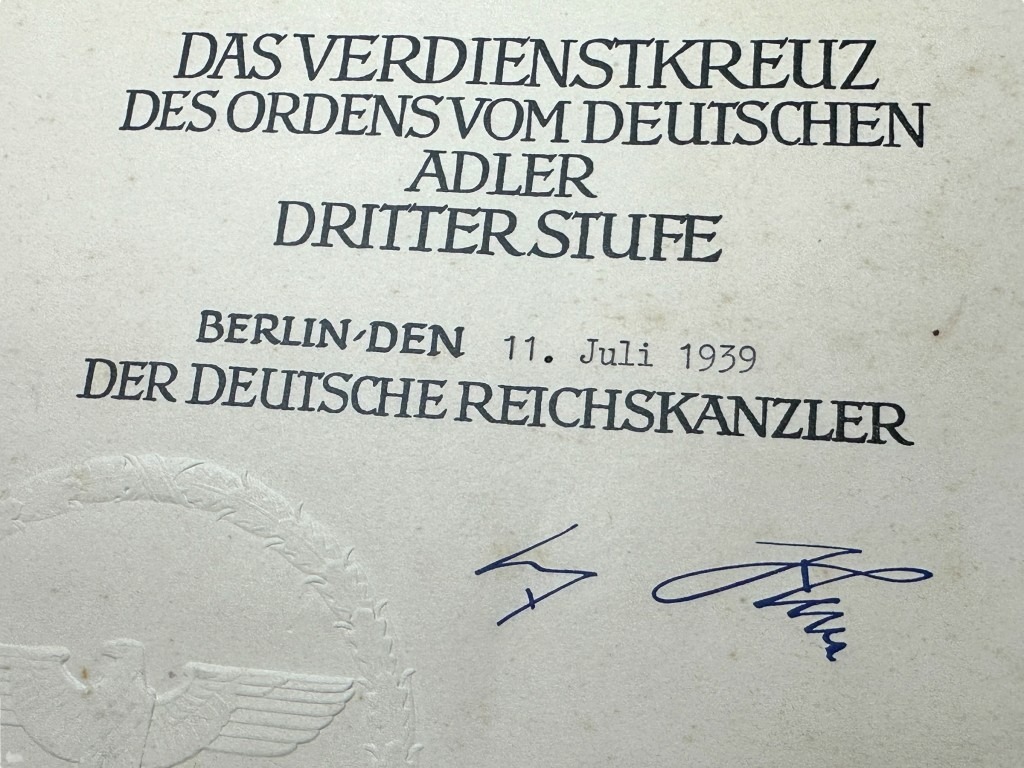 DAS VERDIENSTKREUZ
DES ORDENS VOM DEUTSCHEN
ADLER
DRITTER STUFE
BERLIN, DEN 11. Juli 1939
DER DEUTSCHE REICHSKANZLER